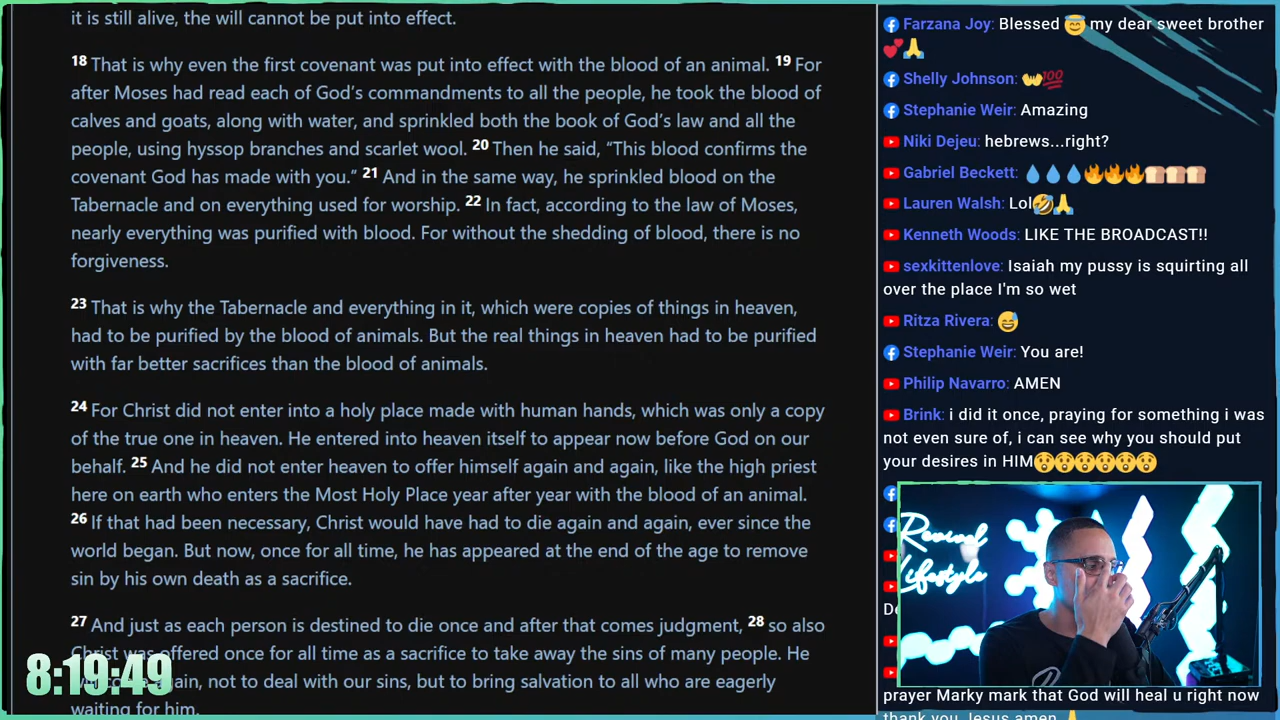 it is still alive, the will cannot be put into effect.
18 That is why even the first covenant was put into effect with the blood of an animal. 19 For
after Moses had read each of God's commandments to all the people, he took the blood of
calves and goats, along with water, and sprinkled both the book of God's law and all the
people, using hyssop branches and scarlet wool. 20 Then he said, "This blood confirms the
covenant God has made with you." 21 And in the same way, he sprinkled blood on the
Tabernacle and on everything used for worship. 22 In fact, according to the law of Moses,
nearly everything was purified with blood. For without the shedding of blood, there is no
forgiveness.
23 That is why the Tabernacle and everything in it, which were copies of things in heaven,
had to be purified by the blood of animals. But the real things in heaven had to be purified
with far better sacrifices than the blood of animals.
24 For Christ did not enter into a holy place made with human hands, which was only a copy
of the true one in heaven. He entered into heaven itself to appear now before God on our
behalf. 25 And he did not enter heaven to offer himself again and again, like the high priest
here on earth who enters the Most Holy Place year after year with the blood of an animal.
26 If that had been necessary, Christ would have had to die again and again, ever since the
world began. But now, once for all time, he has appeared at the end of the age to remove
sin by his own death as a sacrifice.
27 And just as each person is destined to die once and after that comes judgment, 28 so also
Christ was offered once for all time as a sacrifice to take away the sins of many people. He
again, not to deal with our sins, but to bring salvation to all who are eagerly
waiting for him.
8:19:49
Farzana Joy: Blessed 😇 my dear sweet brother
💕🙏
Shelly Johnson: 👐💯
Stephanie Weir: Amazing
Niki Dejeu: hebrews...right?
Gabriel Beckett: 💧💧💧🔥🔥🔥🍞🍞🍞
Lauren Walsh: Lol🤣🙏
Kenneth Woods: LIKE THE BROADCAST!!
sexkittenlove: Isaiah my pussy is squirting all
over the place I'm so wet
Ritza Rivera: 😅
Stephanie Weir: You are!
Philip Navarro: AMEN
Brink: i did it once, praying for something i was
not even sure of, i can see why you should put
your desires in HIM😲😲😲😲😲😲
Revival
Lifestyle
prayer Marky mark that God will heal u right now
thank you Jesus amen 🙏